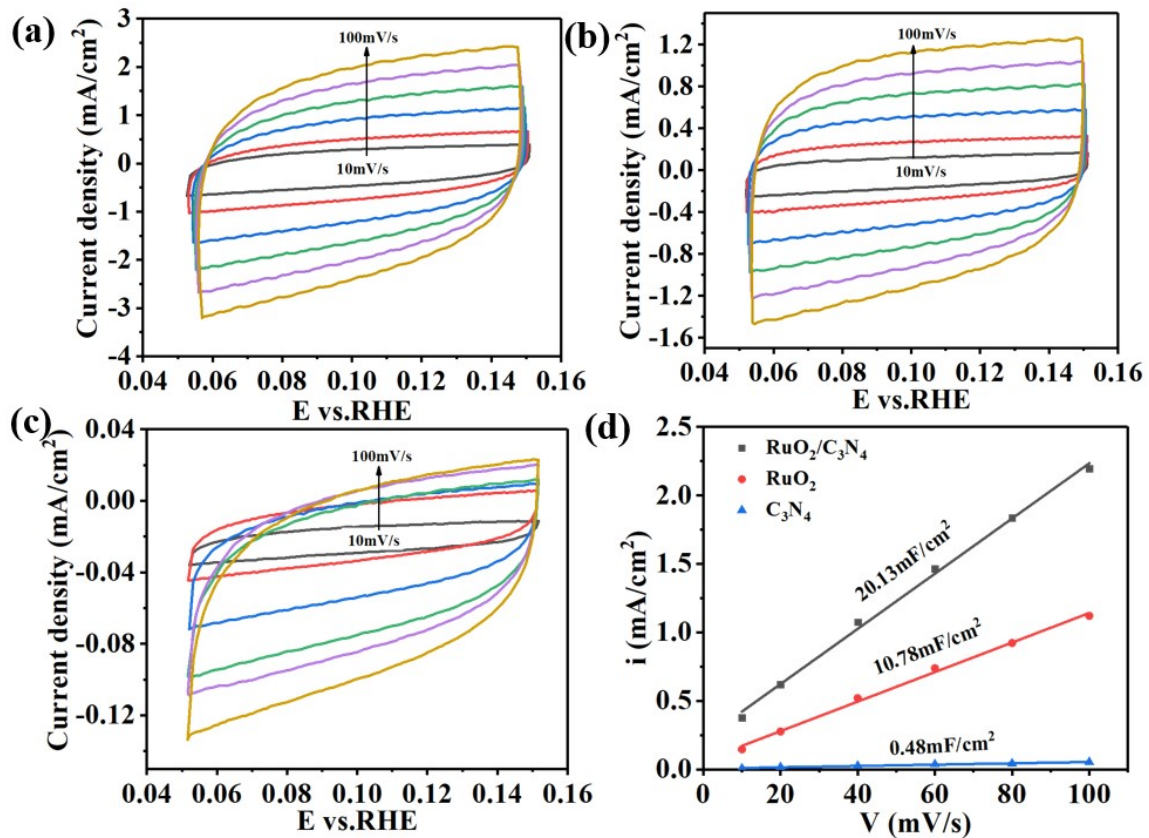 (a)
3
2
1
0
-1
-2
-3
-4
Current density (mA/cm²)
100mV/s
10mV/s
0.04 0.06 0.08 0.10 0.12 0.14 0.16
E vs.RHE
(b)
1.2
0.8
0.4
0.0
-0.4
-0.8
-1.2
-1.6
Current density (mA/cm²)
100mV/s
10mV/s
0.04 0.06 0.08 0.10 0.12 0.14 0.16
E vs.RHE
(c)
0.04
0.00
-0.04
-0.08
-0.12
Current density (mA/cm²)
100mV/s
10mV/s
0.04 0.06 0.08 0.10 0.12 0.14 0.16
E vs.RHE
(d)
2.5
2.0
1.5
1.0
0.5
0.0
i (mA/cm²)
RuO₂/C₃N₄
RuO₂
C₃N₄
20.13mF/cm²
10.78mF/cm²
0.48mF/cm²
0 20 40 60 80 100
V (mV/s)